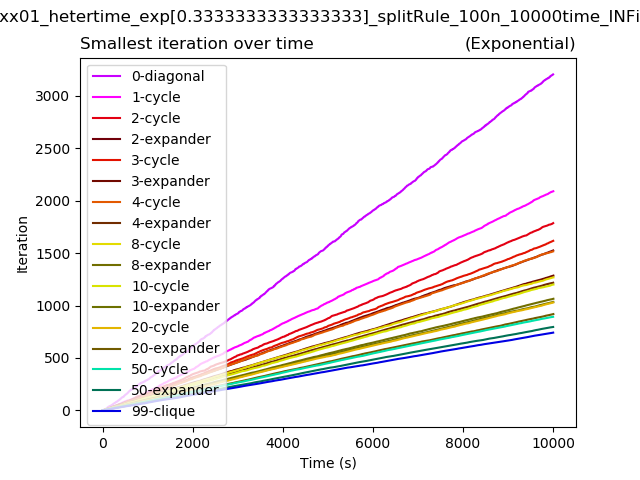 xx01_hetertime_exp[0.3333333333333333]_splitRule_100n_10000time_INFi
Smallest iteration over time (Exponential)
0-diagonal
1-cycle
2-cycle
2-expander
3-cycle
3-expander
4-cycle
4-expander
8-cycle
8-expander
10-cycle
10-expander
20-cycle
20-expander
50-cycle
50-expander
99-clique
3000
2500
2000
1500
1000
500
0
Iteration
0 2000 4000 6000 8000 10000
Time (s)